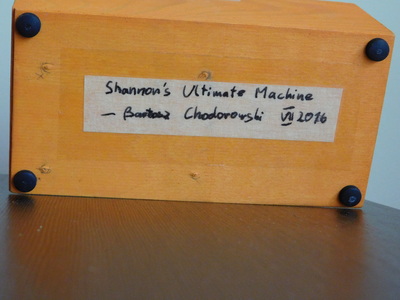 Shannon's Ultimate Machine
— Bartosz Chodorowski VII 2016